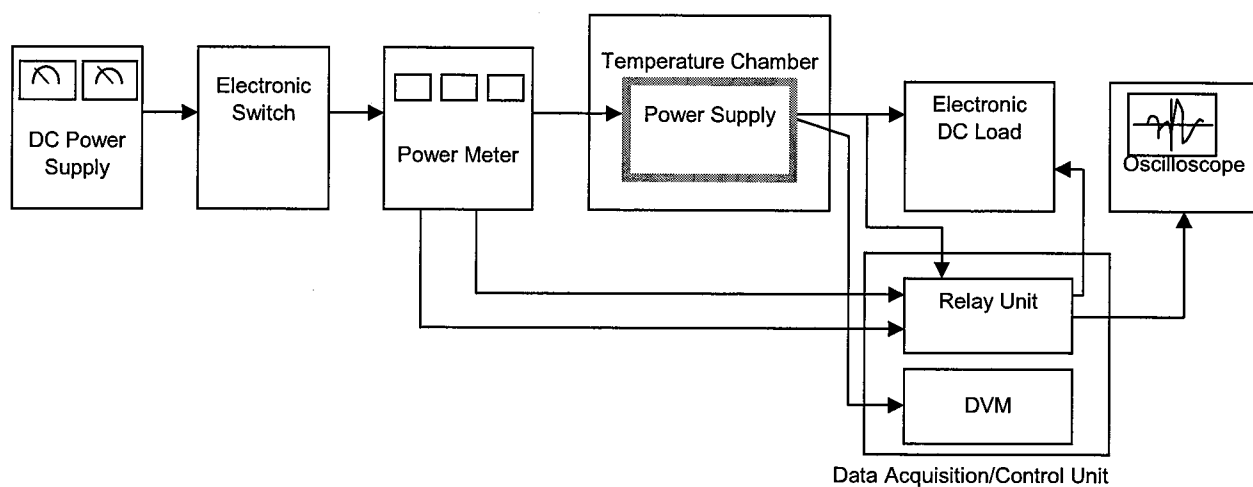 DC Power
Supply
Electronic
Switch
Power Meter
Temperature Chamber
Power Supply
Electronic
DC Load
Oscilloscope
Relay Unit
DVM
Data Acquisition/Control Unit